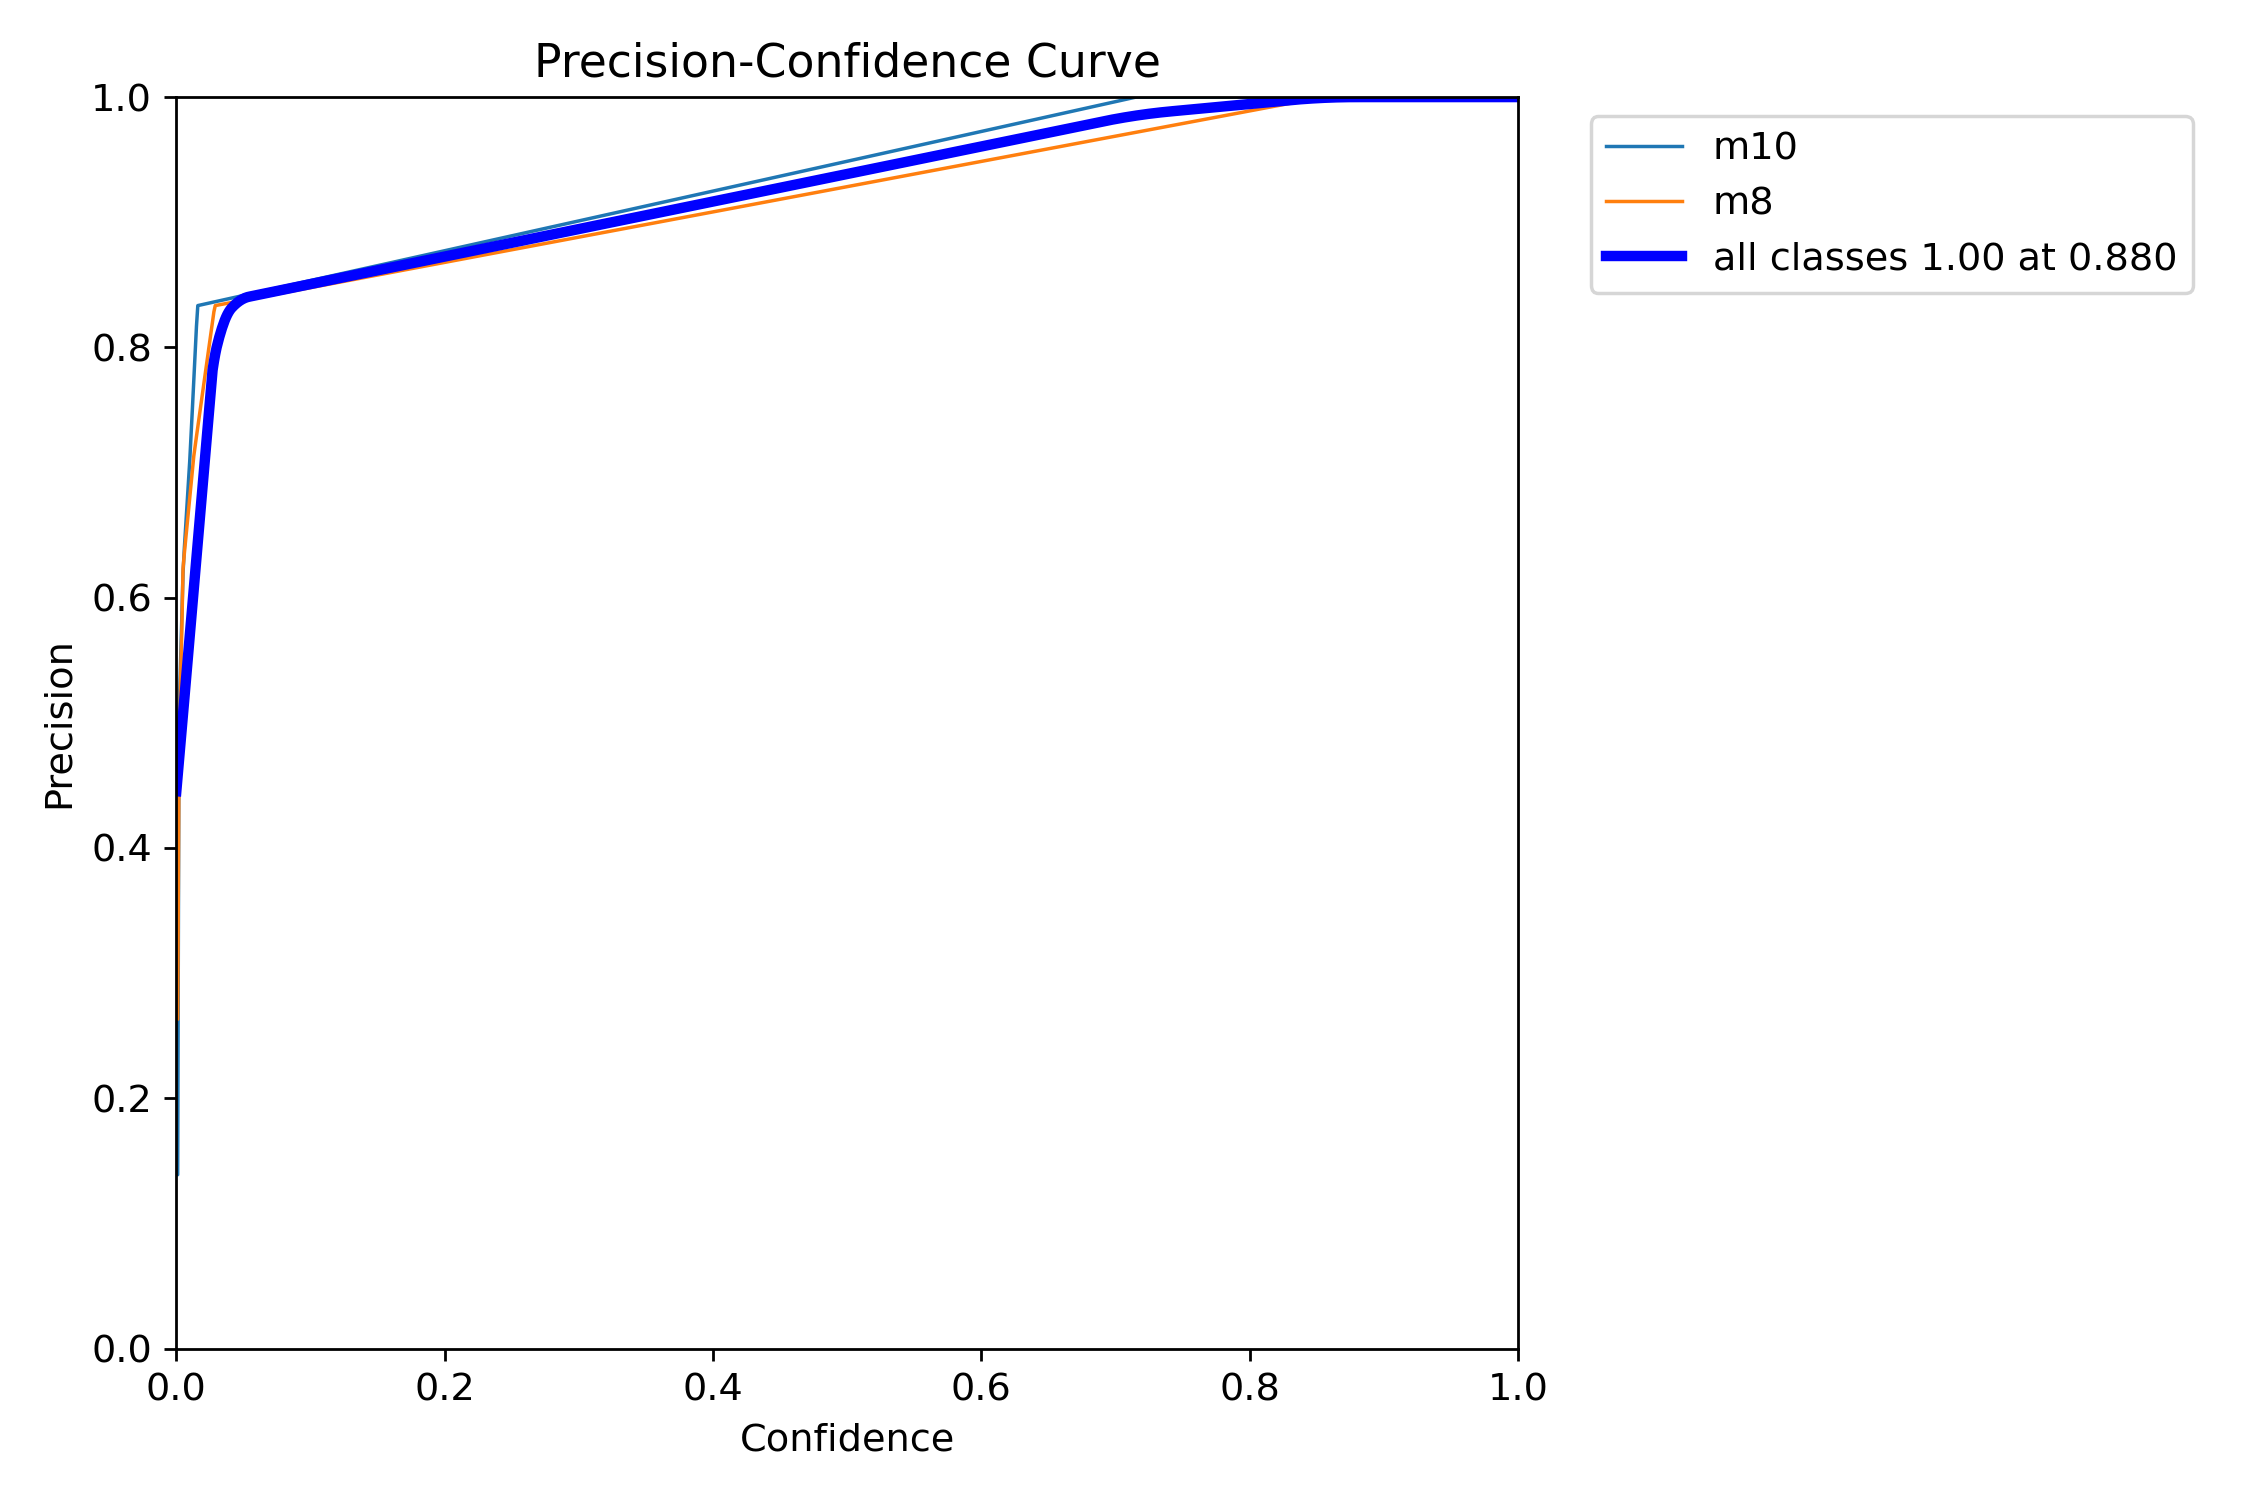 Precision-Confidence Curve
1.0
0.8
0.6
0.4
0.2
0.0
Precision
0.0 0.2 0.4 0.6 0.8 1.0
Confidence
m10
m8
all classes 1.00 at 0.880